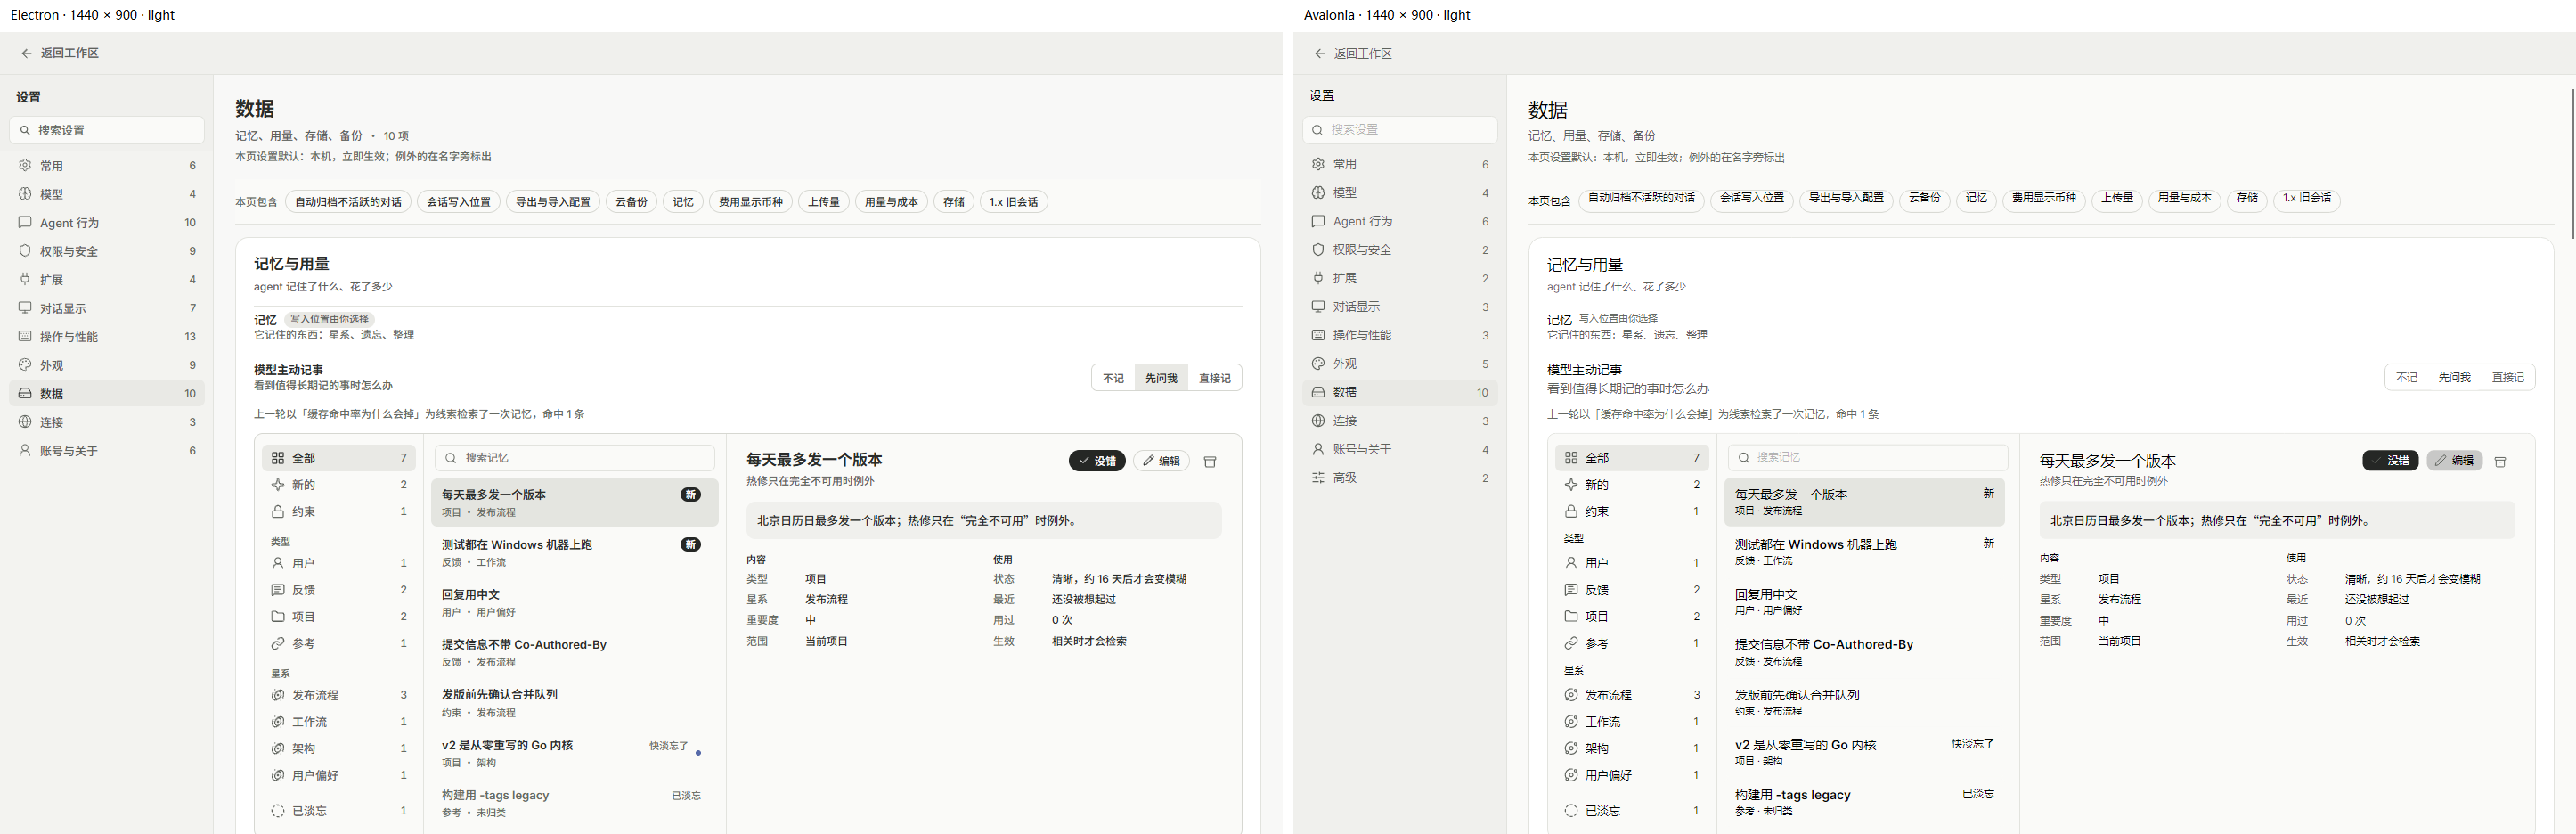 Electron · 1440 × 900 · light
返回工作区
设置
搜索设置
常用 6
模型 4
Agent 行为 10
权限与安全 9
扩展 4
对话显示 7
操作与性能 13
外观 9
数据 10
连接 3
账号与关于 6
数据
记忆、用量、存储、备份 · 10 项
本页设置默认：本机，立即生效；例外的在名字旁标出
本页包含 自动归档不活跃的对话 会话写入位置 导出与导入配置 云备份 记忆 费用显示币种 上传量 用量与成本 存储 1.x 旧会话
记忆与用量
agent 记住了什么、花了多少
记忆 写入位置由你选择
它记住的东西：星系、遗忘、整理
模型主动记事
看到值得长期记的事时怎么办
不记 先问我 直接记
上一轮以「缓存命中率为什么会掉」为线索检索了一次记忆，命中 1 条
全部 7
新的 2
约束 1
类型
用户 1
反馈 2
项目 2
参考 1
星系
发布流程 3
工作流 1
架构 1
用户偏好 1
已淡忘 1
搜索记忆
每天最多发一个版本 新
项目 · 发布流程
测试都在 Windows 机器上跑 新
反馈 · 工作流
回复用中文
用户 · 用户偏好
提交信息不带 Co-Authored-By
反馈 · 发布流程
发版前先确认合并队列
约束 · 发布流程
v2 是从零重写的 Go 内核 快淡忘了
项目 · 架构
构建用 -tags legacy 已淡忘
参考 · 未归类
每天最多发一个版本
没错 编辑
热修只在完全不可用时例外
北京日历日最多发一个版本；热修只在“完全不可用”时例外。
内容 使用
类型 项目 状态 清晰，约 16 天后才会变模糊
星系 发布流程 最近 还没被想起过
重要度 中 用过 0 次
范围 当前项目 生效 相关时才会检索
Avalonia · 1440 × 900 · light
返回工作区
设置
搜索设置
常用 6
模型 4
Agent 行为 6
权限与安全 2
扩展 2
对话显示 3
操作与性能 3
外观 5
数据 10
连接 3
账号与关于 4
高级 2
数据
记忆、用量、存储、备份
本页设置默认：本机，立即生效；例外的在名字旁标出
本页包含 自动归档不活跃的对话 会话写入位置 导出与导入配置 云备份 记忆 费用显示币种 上传量 用量与成本 存储 1.x 旧会话
记忆与用量
agent 记住了什么、花了多少
记忆 写入位置由你选择
它记住的东西：星系、遗忘、整理
模型主动记事
看到值得长期记的事时怎么办
不记 先问我 直接记
上一轮以「缓存命中率为什么会掉」为线索检索了一次记忆，命中 1 条
全部 7
新的 2
约束 1
类型
用户 1
反馈 2
项目 2
参考 1
星系
发布流程 3
工作流 1
架构 1
用户偏好 1
已淡忘 1
搜索记忆
每天最多发一个版本 新
项目 · 发布流程
测试都在 Windows 机器上跑 新
反馈 · 工作流
回复用中文
用户 · 用户偏好
提交信息不带 Co-Authored-By
反馈 · 发布流程
发版前先确认合并队列
约束 · 发布流程
v2 是从零重写的 Go 内核 快淡忘了
项目 · 架构
构建用 -tags legacy 已淡忘
参考 · 未归类
每天最多发一个版本
没错 编辑
热修只在完全不可用时例外
北京日历日最多发一个版本；热修只在“完全不可用”时例外。
内容 使用
类型 项目 状态 清晰，约 16 天后才会变模糊
星系 发布流程 最近 还没被想起过
重要度 中 用过 0 次
范围 当前项目 生效 相关时才会检索